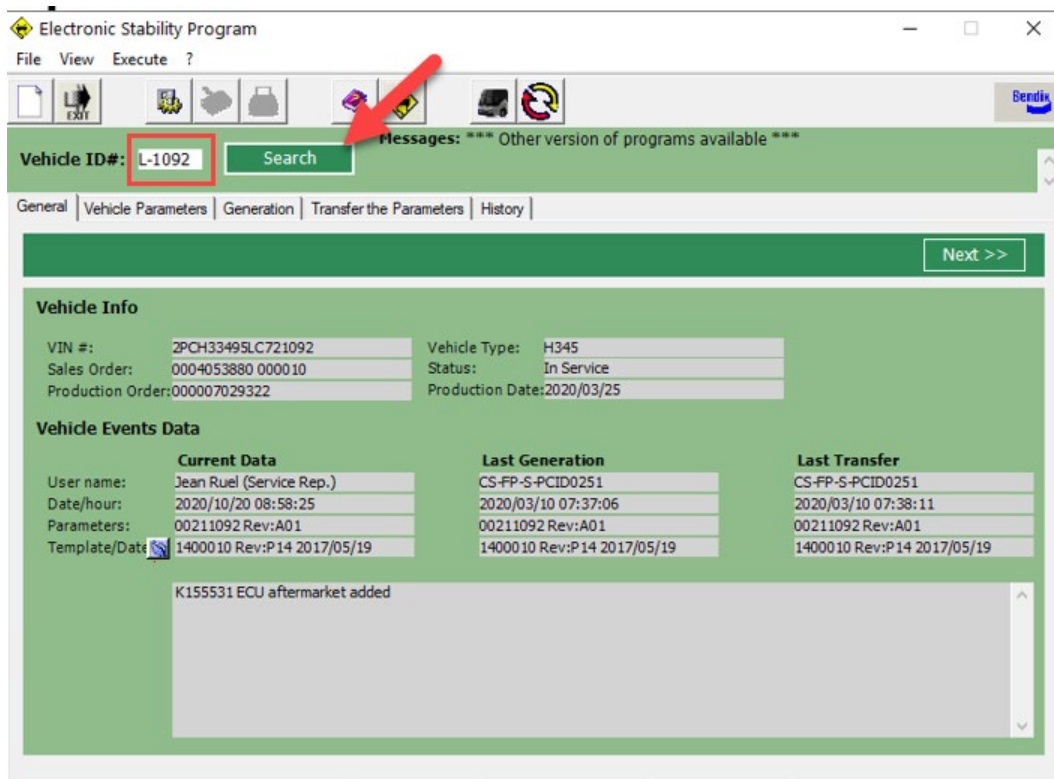 Electronic Stability Program
File View Execute ?
EXIT
Bendix
Messages: *** Other version of programs available ***
Vehicle ID#: L-1092 Search
General Vehicle Parameters Generation Transfer the Parameters History
Next >>
Vehicle Info
VIN #: 2PCH33495LC721092 Vehicle Type: H345
Sales Order: 0004053880 000010 Status: In Service
Production Order: 000007029322 Production Date: 2020/03/25
Vehicle Events Data
Current Data Last Generation Last Transfer
User name: Jean Ruel (Service Rep.) CS-FP-S-PCID0251 CS-FP-S-PCID0251
Date/hour: 2020/10/20 08:58:25 2020/03/10 07:37:06 2020/03/10 07:38:11
Parameters: 00211092 Rev:A01 00211092 Rev:A01 00211092 Rev:A01
Template/Date 1400010 Rev:P14 2017/05/19 1400010 Rev:P14 2017/05/19 1400010 Rev:P14 2017/05/19
K155531 ECU aftermarket added